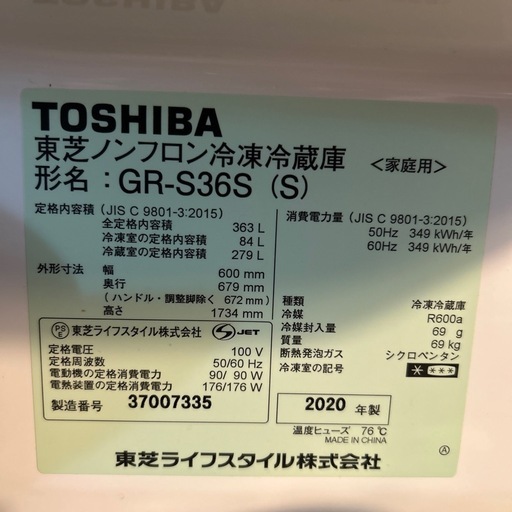 TOSHIBA
東芝ノンフロン冷凍冷蔵庫 <家庭用>
形名：GR-S36S (S)
定格内容積 (JIS C 9801-3:2015)
全定格内容積 363 L
冷凍室の定格内容積 84 L
冷蔵室の定格内容積 279 L
外形寸法 幅 600 mm
奥行 679 mm
(ハンドル・調整脚除く 672 mm)
高さ 1734 mm
消費電力量 (JIS C 9801-3:2015)
50Hz 349 kWh/年
60Hz 349 kWh/年
種類 冷凍冷蔵庫
冷媒 R600a
冷媒封入量 69 g
質量 69 kg
断熱発泡ガス シクロペンタン
冷凍室の記号 * ***
PS E 東芝ライフスタイル株式会社 S JET
定格電圧 100 V
定格周波数 50/60 Hz
電動機の定格消費電力 90/ 90 W
電熱装置の定格消費電力 176/176 W
製造番号 37007335
2020 年製
温度ヒューズ 76℃
MADE IN CHINA
東芝ライフスタイル株式会社
A